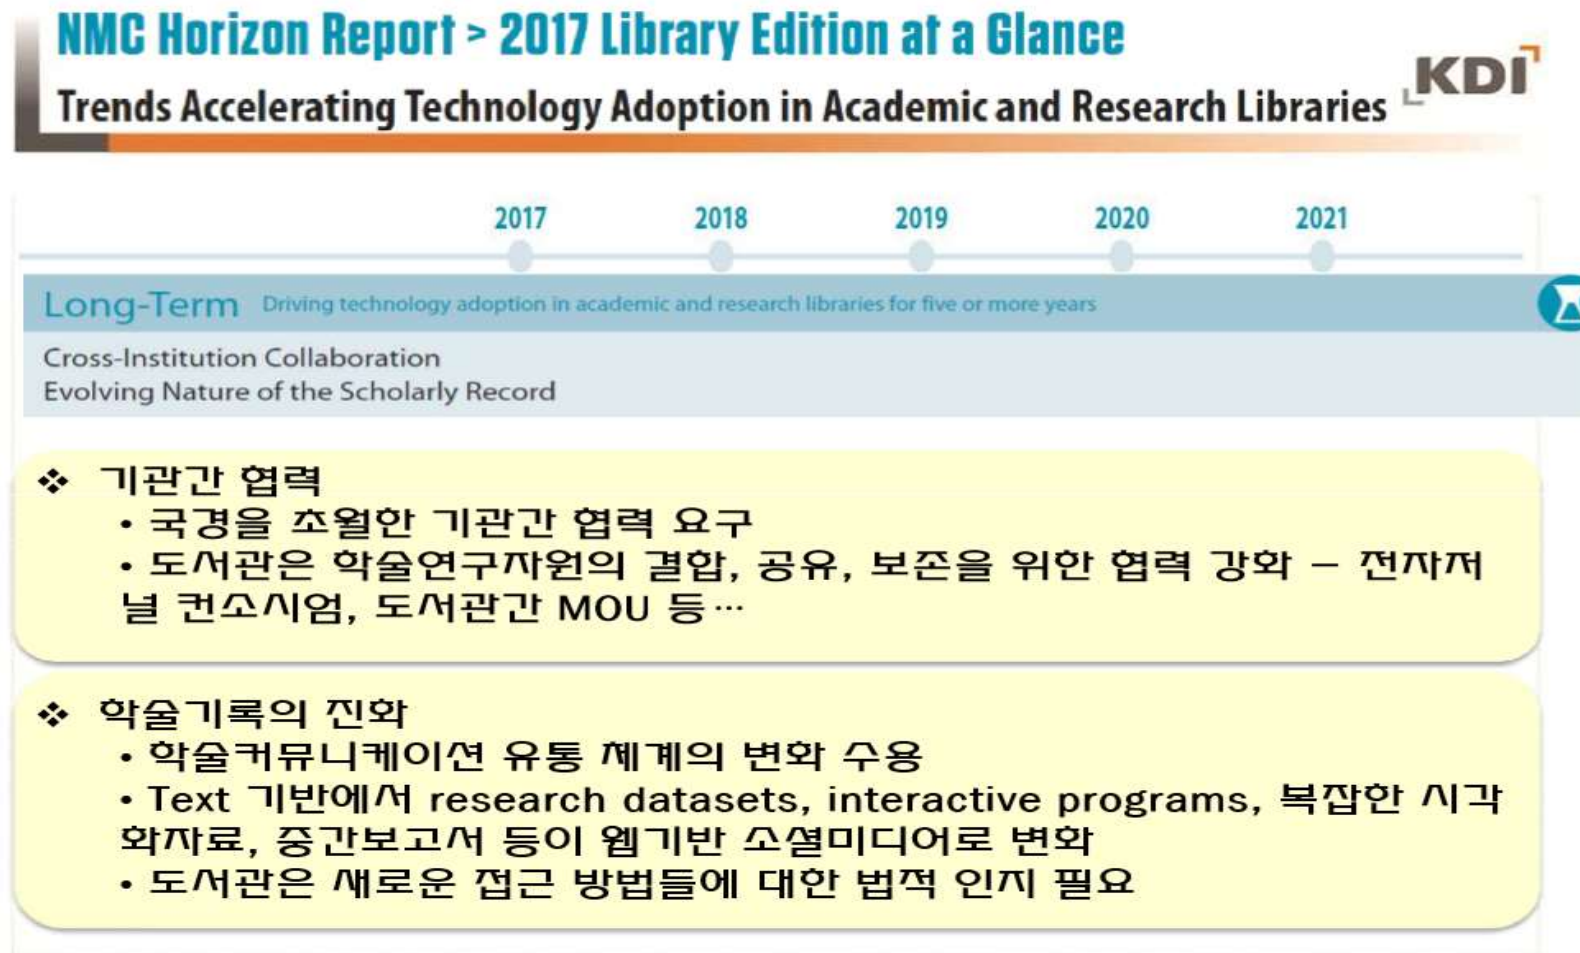 NMC Horizon Report > 2017 Library Edition at a Glance
KDI
Trends Accelerating Technology Adoption in Academic and Research Libraries
2017 2018 2019 2020 2021
Long-Term Driving technology adoption in academic and research libraries for five or more years
Cross-Institution Collaboration
Evolving Nature of the Scholarly Record
❖ 기관간 협력
• 국경을 초월한 기관간 협력 요구
• 도서관은 학술연구자원의 결합, 공유, 보존을 위한 협력 강화 – 전자저
널 컨소시엄, 도서관간 MOU 등…
❖ 학술기록의 진화
• 학술커뮤니케이션 유통 체계의 변화 수용
• Text 기반에서 research datasets, interactive programs, 복잡한 시각
화자료, 중간보고서 등이 웹기반 소셜미디어로 변화
• 도서관은 새로운 접근 방법들에 대한 법적 인지 필요